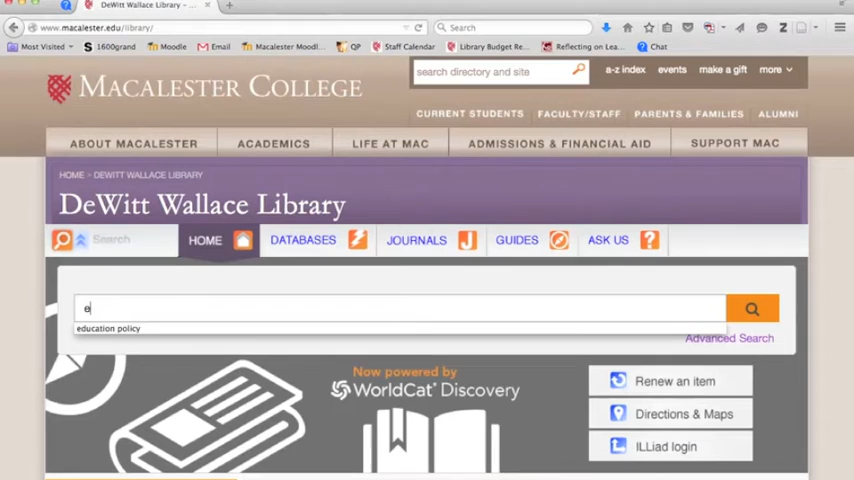 DeWitt Wallace Library – ...
www.macalester.edu/library/
Search
Most Visited
1600grand
Moodle
Gmail
Macalester Moodl...
QP
Staff Calendar
Library Budget Re...
Reflecting on Lea...
Chat
MACALESTER COLLEGE
search directory and site
a-z index
events
make a gift
more
CURRENT STUDENTS
FACULTY/STAFF
PARENTS & FAMILIES
ALUMNI
ABOUT MACALESTER
ACADEMICS
LIFE AT MAC
ADMISSIONS & FINANCIAL AID
SUPPORT MAC
HOME > DEWITT WALLACE LIBRARY
DeWitt Wallace Library
Search
HOME
DATABASES
JOURNALS
GUIDES
ASK US
e
education policy
Advanced Search
Now powered by
WorldCat Discovery
Renew an item
Directions & Maps
ILLiad login